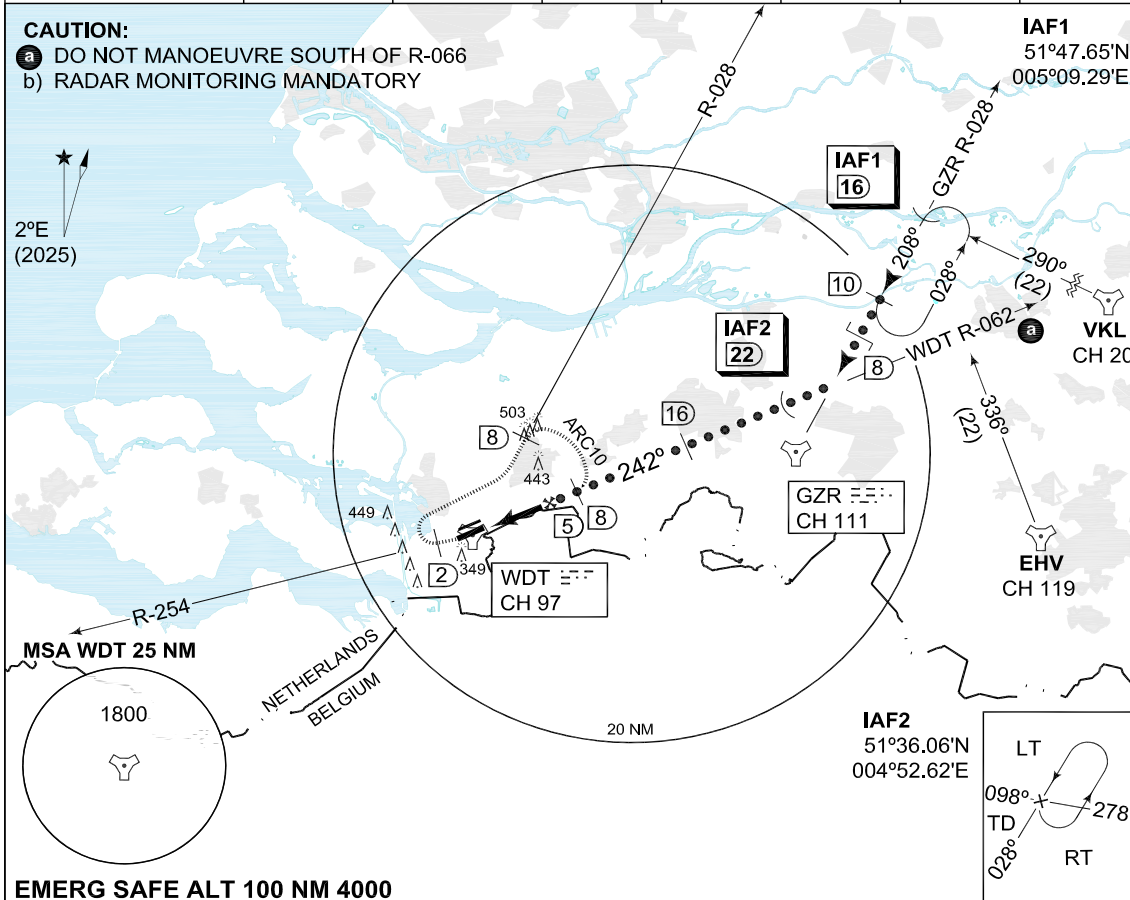 CAUTION:
a DO NOT MANOEUVRE SOUTH OF R-066
b) RADAR MONITORING MANDATORY
IAF1
51º47.65'N
005º09.29'E
R-028
GZR R-028
IAF1
16
2ºE
(2025)
208º
028º
290º
(22)
10
VKL
CH 20
a
WDT R-062
IAF2
22
8
336º
(22)
503
8
ARC10
16
443
242º
449
5
8
GZR
CH 111
EHV
CH 119
2
349
WDT
CH 97
R-254
MSA WDT 25 NM
1800
NETHERLANDS
BELGIUM
20 NM
IAF2
51º36.06'N
004º52.62'E
LT
098º
278
TD
028º
RT
EMERG SAFE ALT 100 NM 4000